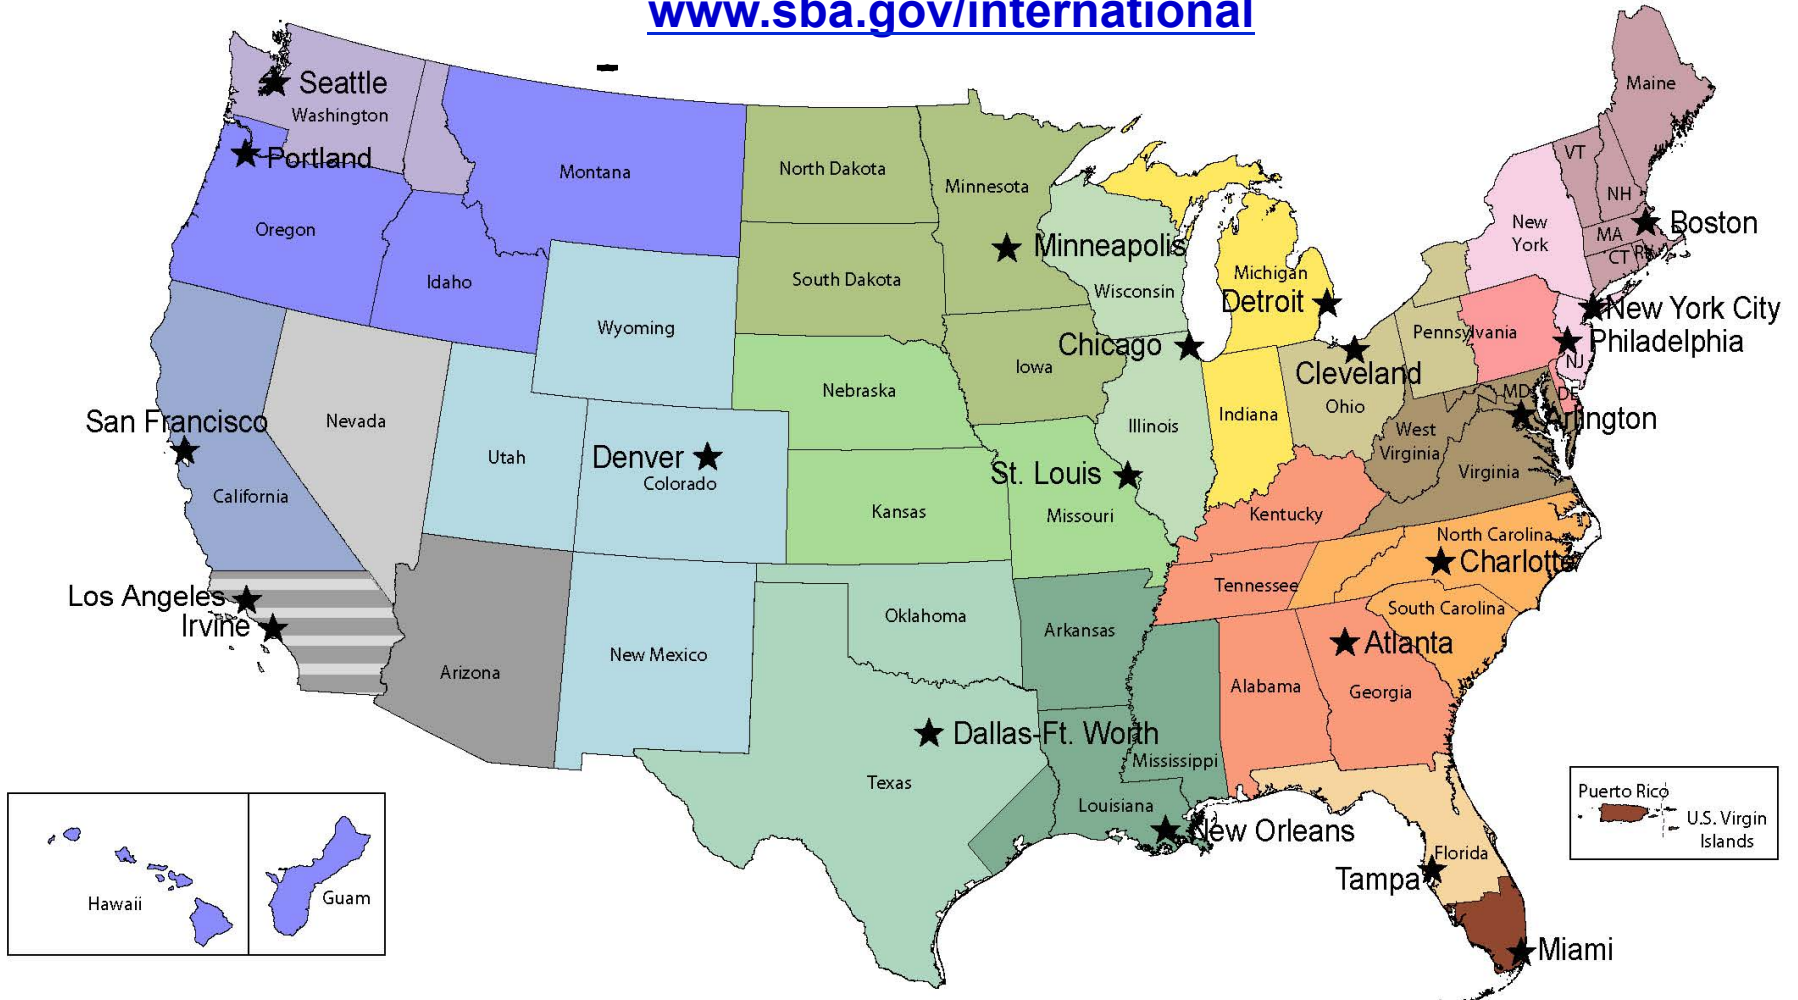 www.sba.gov/international
Seattle
Washington
Portland
Oregon
Montana
Idaho
North Dakota
South Dakota
Minnesota
Minneapolis
Wisconsin
Michigan
Detroit
Chicago
Maine
VT
NH
New
York
MA
CT
RI
Boston
New York City
Philadelphia
NJ
Pennsylvania
Cleveland
Ohio
Indiana
Illinois
Iowa
Wyoming
Nebraska
San Francisco
Nevada
California
Utah
Denver
Colorado
Kansas
St. Louis
Missouri
Kentucky
West
Virginia
Virginia
MD
DE
Arlington
North Carolina
Charlotte
South Carolina
Tennessee
Los Angeles
Irvine
Arizona
New Mexico
Oklahoma
Arkansas
Atlanta
Alabama
Georgia
Dallas-Ft. Worth
Texas
Mississippi
Louisiana
New Orleans
Florida
Tampa
Miami
Hawaii
Guam
Puerto Rico
U.S. Virgin
Islands